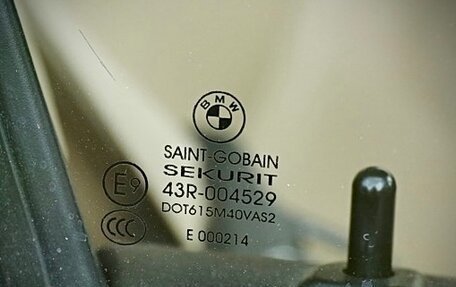 BMW
SAINT-GOBAIN
SEKURIT
E9
43R-004529
DOT615M40VAS2
CCC
E 000214